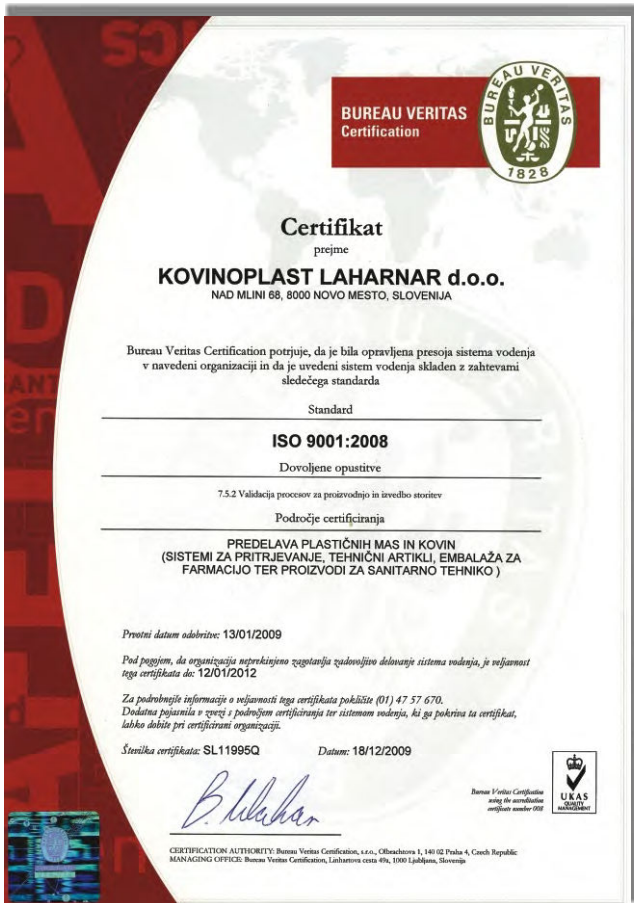 BUREAU VERITAS
Certification
BUREAU VERITAS
1828
Certifikat
prejme
KOVINOPLAST LAHARNAR d.o.o.
NAD MLINI 68, 8000 NOVO MESTO, SLOVENIJA
Bureau Veritas Certification potrjuje, da je bila opravljena presoja sistema vodenja
v navedeni organizaciji in da je uvedeni sistem vodenja skladen z zahtevami
sledečega standarda
Standard
ISO 9001:2008
Dovoljene opustitve
7.5.2 Validacija procesov za proizvodnjo in izvedbo storitev
Področje certificiranja
PREDELAVA PLASTIČNIH MAS IN KOVIN
(SISTEMI ZA PRITRJEVANJE, TEHNIČNI ARTIKLI, EMBALAŽA ZA
FARMACIJO TER PROIZVODI ZA SANITARNO TEHNIKO )
Prvotni datum odobritve: 13/01/2009
Pod pogojem, da organizacija neprekinjeno zagotavlja zadovoljivo delovanje sistema vodenja, je veljavnost
tega certifikata do: 12/01/2012
Za podrobnejše informacije o veljavnosti tega certifikata pokličite (01) 47 57 670.
Dodatna pojasnila v zvezi s področjem certificiranja ter sistemom vodenja, ki ga pokriva ta certifikat,
lahko dobite pri certificirani organizaciji.
Številka certifikata: SL11995Q Datum: 18/12/2009
Bureau Veritas Certification
using the accreditation
certificate number 008
UKAS
QUALITY
MANAGEMENT
CERTIFICATION AUTHORITY: Bureau Veritas Certification, s.r.o., Olbrachtova 1, 140 02 Praha 4, Czech Republic
MANAGING OFFICE: Bureau Veritas Certification, Linhartova cesta 49a, 1000 Ljubljana, Slovenija